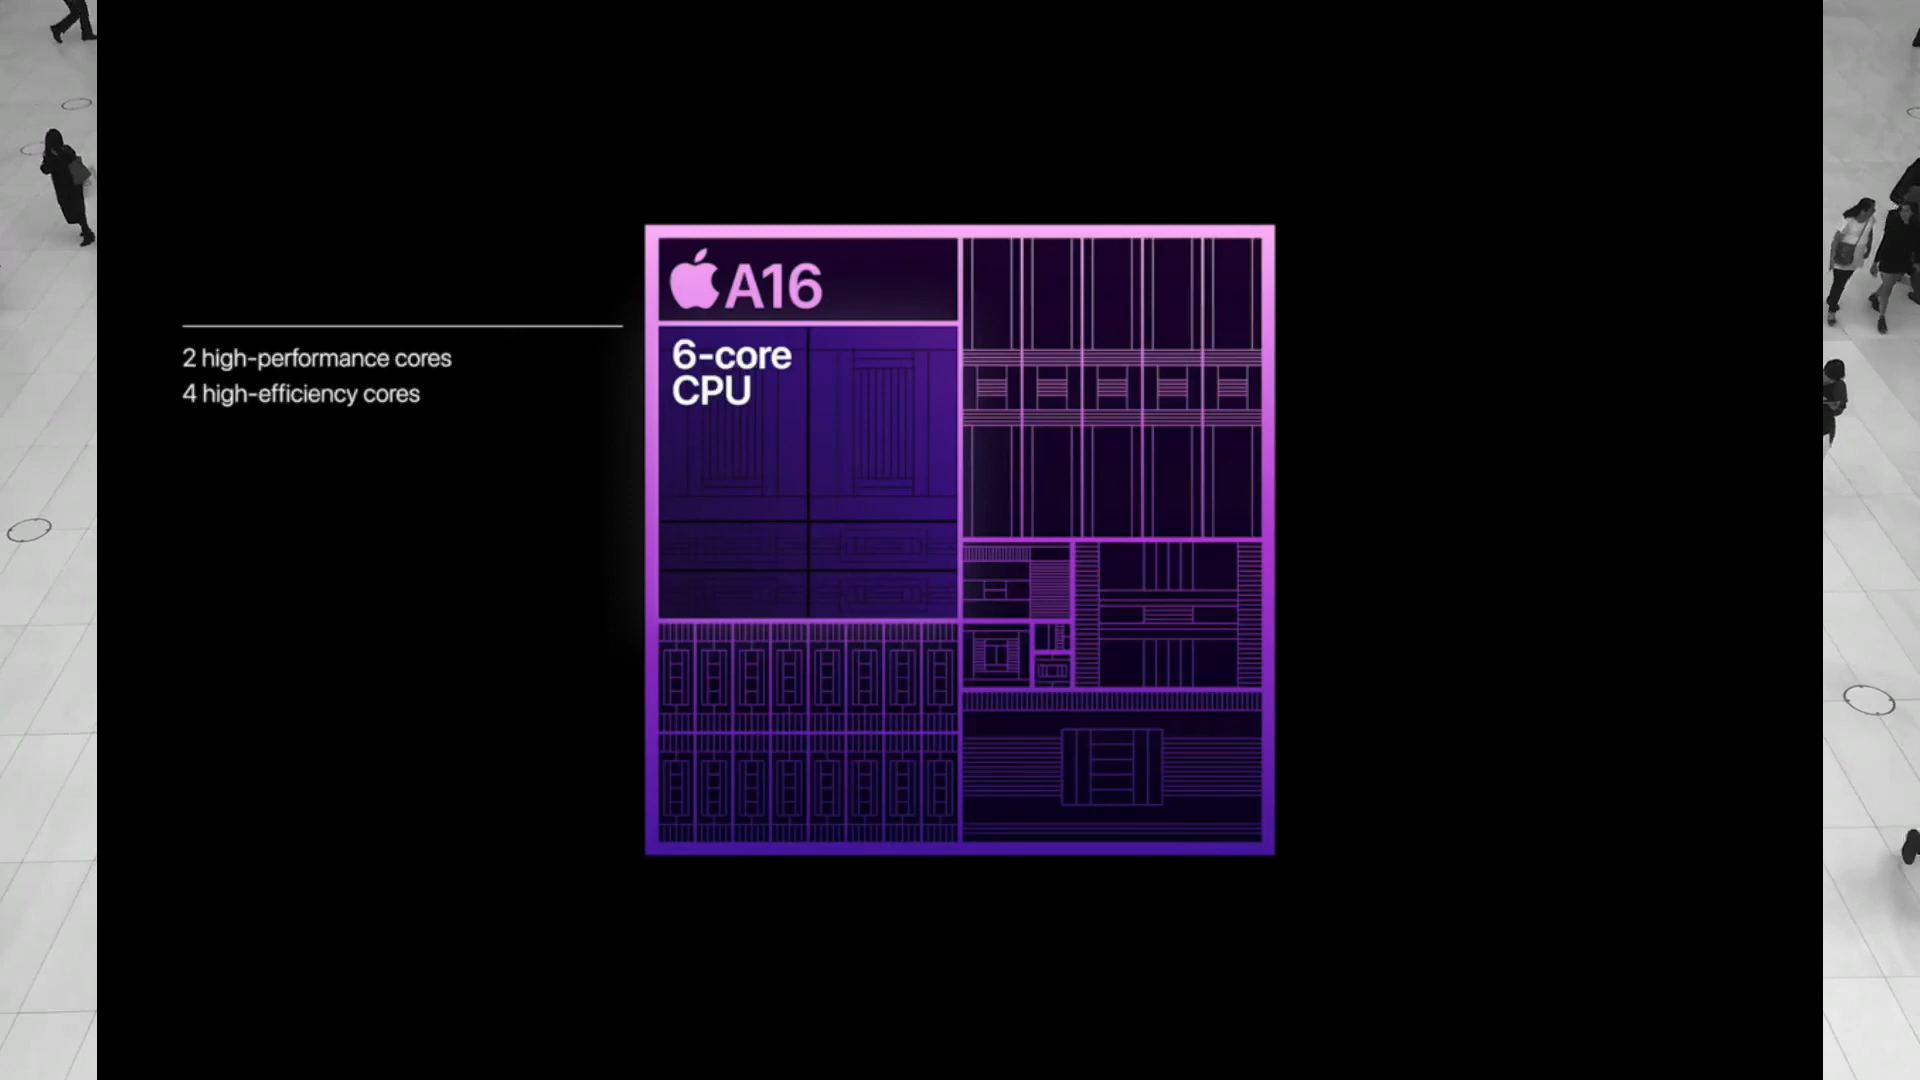 2 high-performance cores
4 high-efficiency cores
A16
6-core
CPU